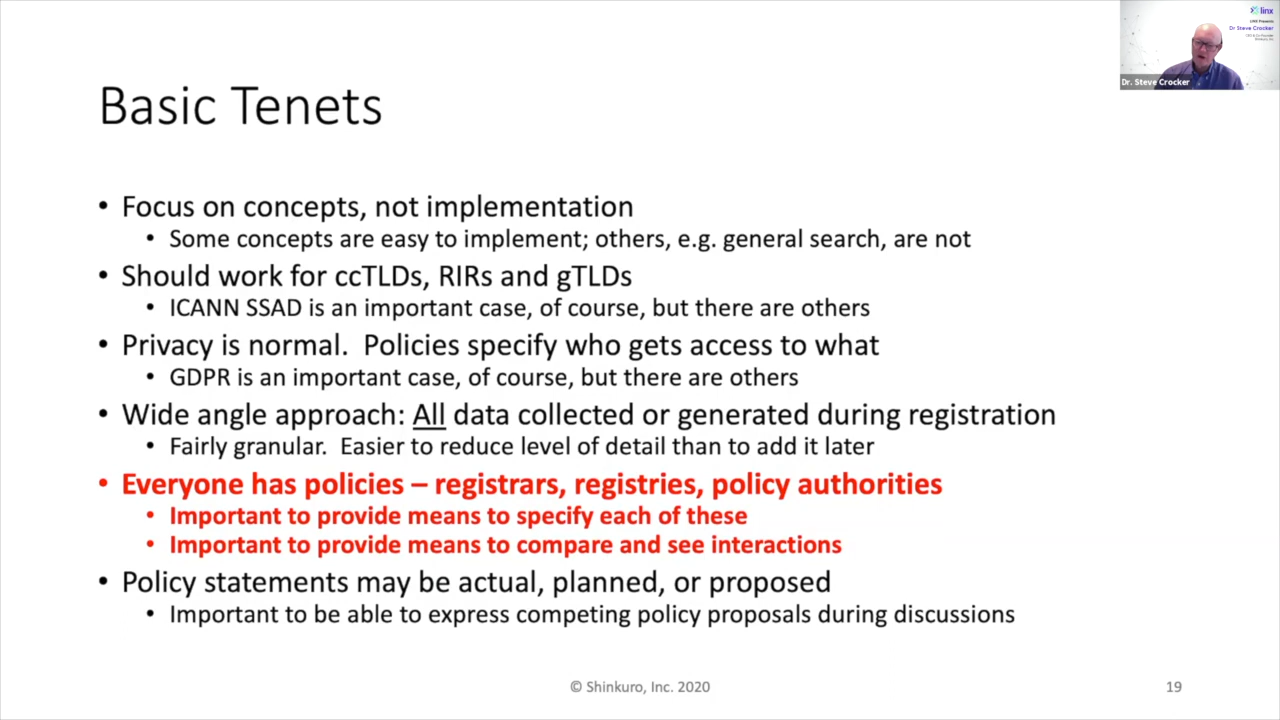 linx
LINX Presents
Dr Steve Crocker
Dr. Steve Crocker
Basic Tenets
• Focus on concepts, not implementation
• Some concepts are easy to implement; others, e.g. general search, are not
• Should work for ccTLDs, RIRs and gTLDs
• ICANN SSAD is an important case, of course, but there are others
• Privacy is normal.  Policies specify who gets access to what
• GDPR is an important case, of course, but there are others
• Wide angle approach: All data collected or generated during registration
• Fairly granular.  Easier to reduce level of detail than to add it later
• Everyone has policies – registrars, registries, policy authorities
• Important to provide means to specify each of these
• Important to provide means to compare and see interactions
• Policy statements may be actual, planned, or proposed
• Important to be able to express competing policy proposals during discussions
© Shinkuro, Inc. 2020
19